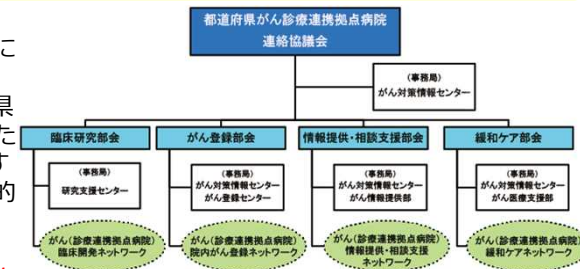 都道府県がん診療連携拠点病院
連絡協議会
に
(事務局)
がん対策情報センター
県
た
す
的
臨床研究部会
がん登録部会
情報提供・相談支援部会
緩和ケア部会
(事務局)
研究支援センター
(事務局)
がん対策情報センター
がん登録センター
(事務局)
がん対策情報センター
がん情報提供部
(事務局)
がん対策情報センター
がん医療支援部
がん(診療連携拠点病院)
臨床開発ネットワーク
がん(診療連携拠点病院)
院内がん登録ネットワーク
がん(診療連携拠点病院)
情報提供・相談支援
ネットワーク
がん(診療連携拠点病院)
緩和ケアネットワーク